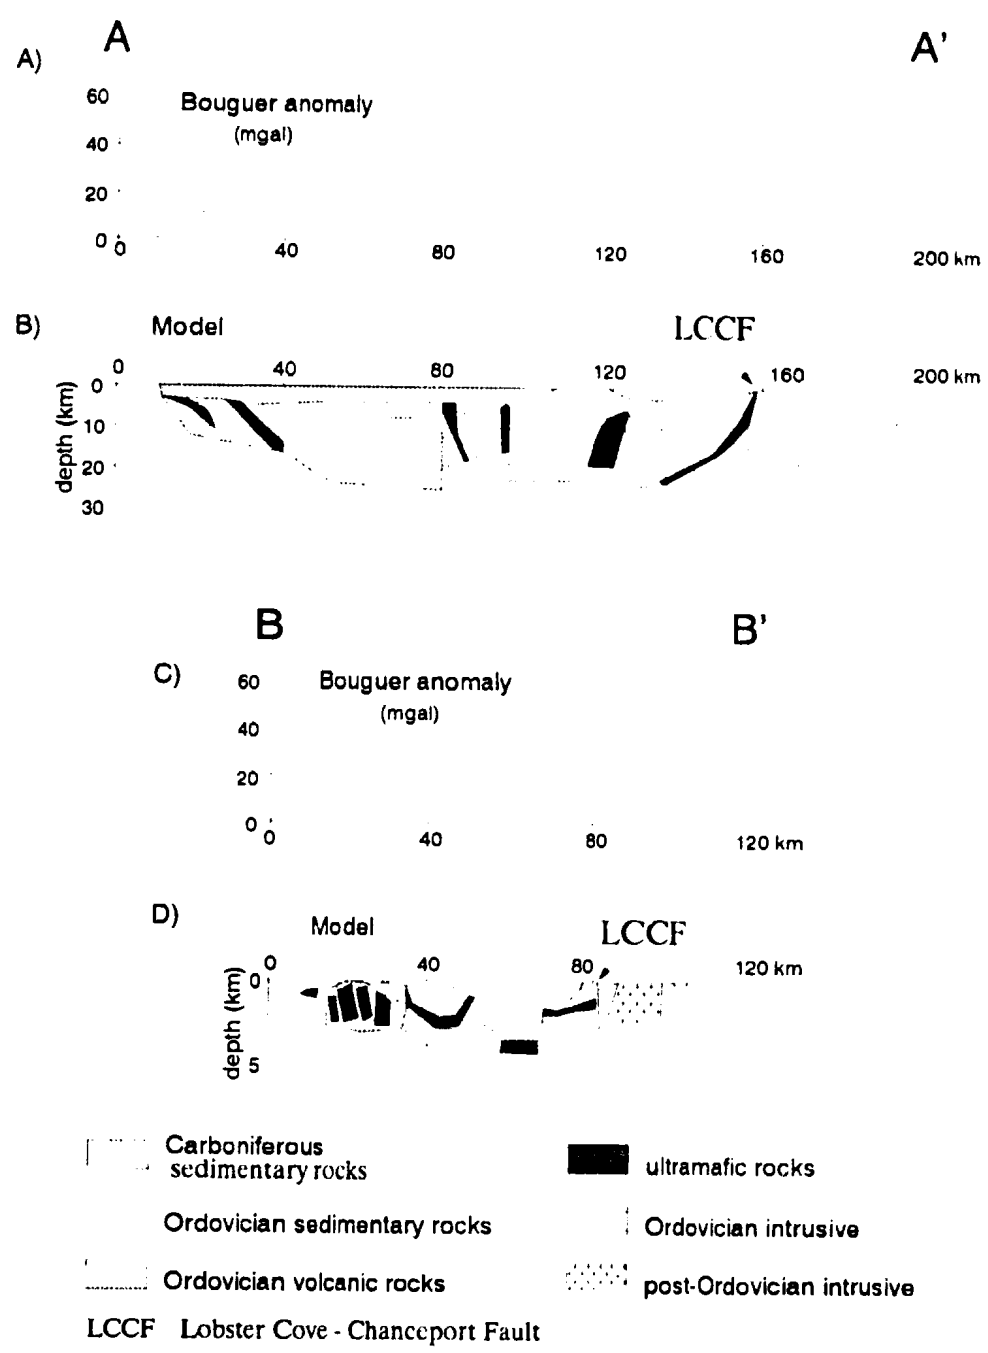 A A'
A)
60 Bouguer anomaly
(mgal)
40
20
0
0 40 80 120 160 200 km
B) Model LCCF
0 40 80 120 160 200 km
depth (km)
0
10
20
30
B B'
C)
60 Bouguer anomaly
(mgal)
40
20
0
0 40 80 120 km
D) Model LCCF
0 40 80 120 km
depth (km)
0
5
Carboniferous
sedimentary rocks
ultramafic rocks
Ordovician sedimentary rocks
Ordovician intrusive
Ordovician volcanic rocks
post-Ordovician intrusive
LCCF Lobster Cove - Chanceport Fault